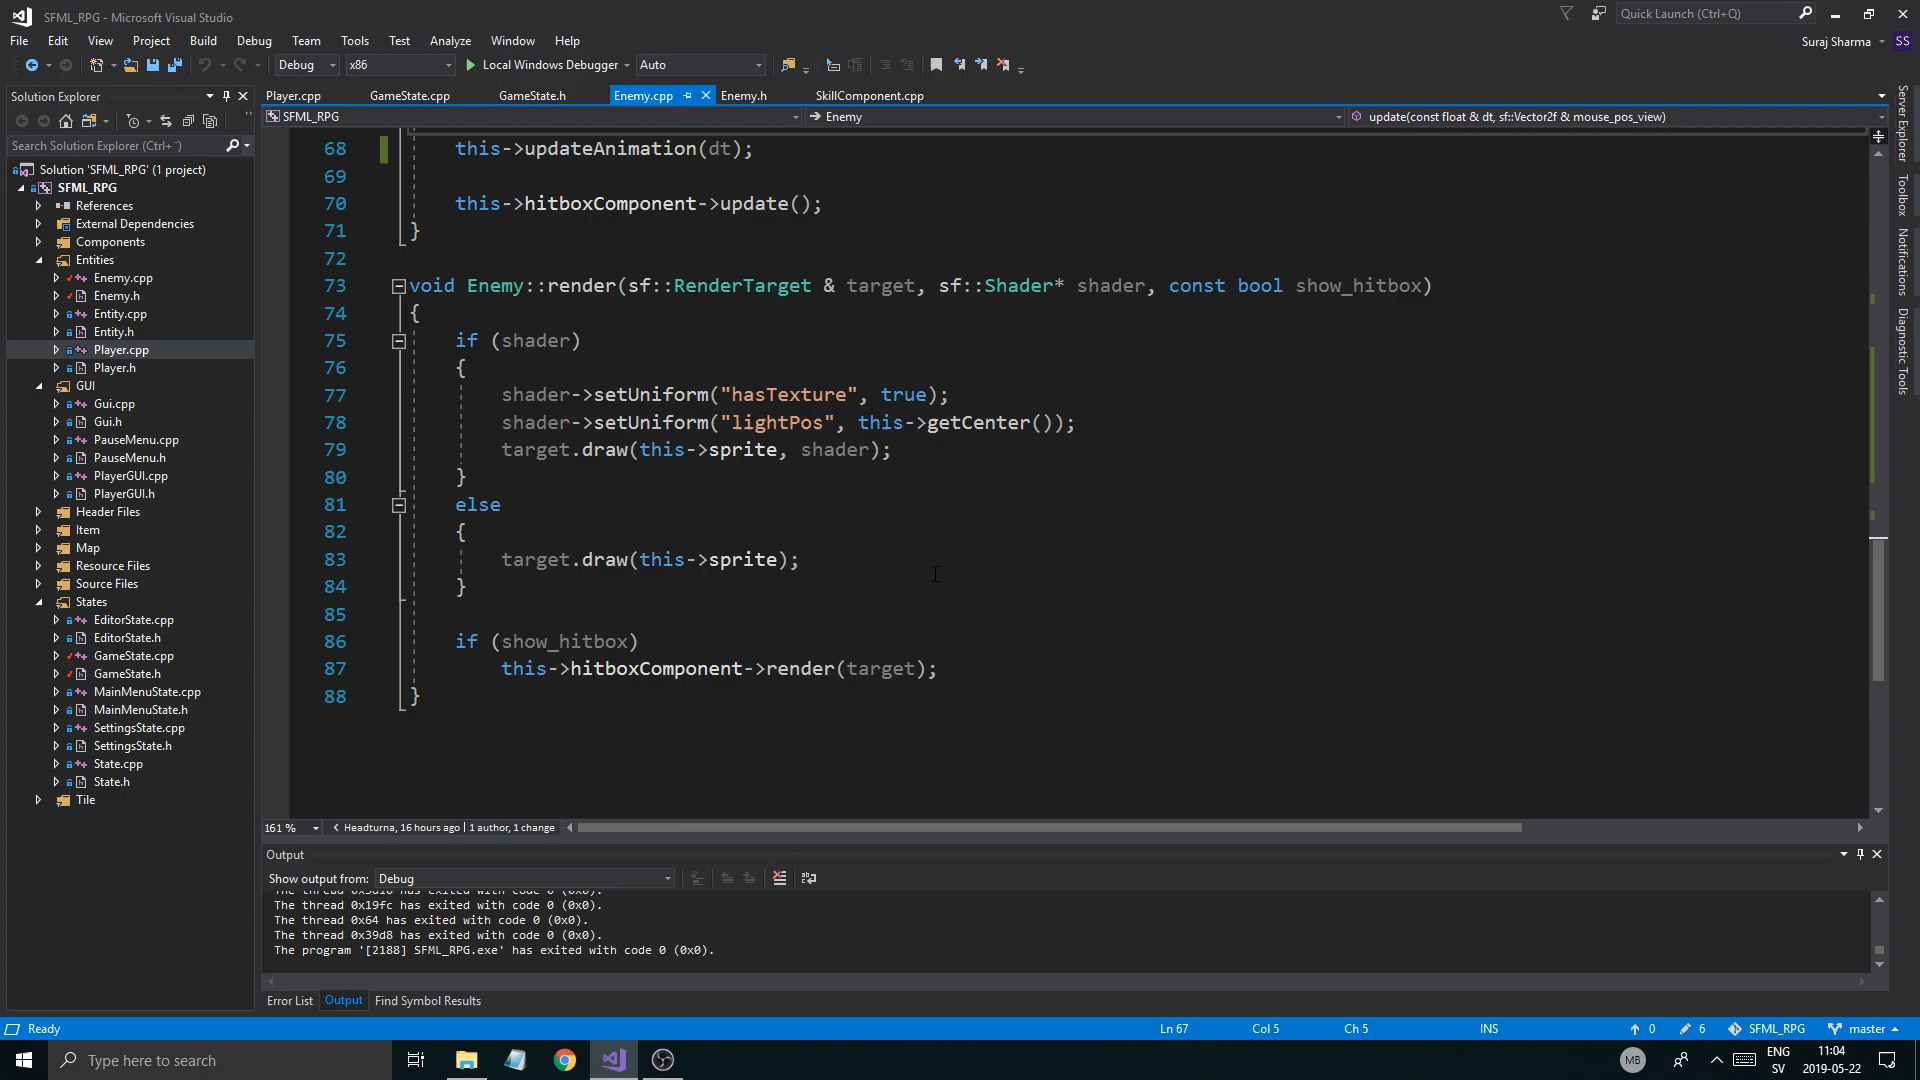 SFML_RPG - Microsoft Visual Studio
Quick Launch (Ctrl+Q)
File Edit View Project Build Debug Team Tools Test Analyze Window Help
Suraj Sharma SS
Debug x86 Local Windows Debugger Auto
Solution Explorer
Player.cpp GameState.cpp GameState.h Enemy.cpp Enemy.h SkillComponent.cpp
SFML_RPG Enemy update(const float & dt, sf::Vector2f & mouse_pos_view)
Search Solution Explorer (Ctrl+¨)
Solution 'SFML_RPG' (1 project)
SFML_RPG
References
External Dependencies
Components
Entities
Enemy.cpp
Enemy.h
Entity.cpp
Entity.h
Player.cpp
Player.h
GUI
Gui.cpp
Gui.h
PauseMenu.cpp
PauseMenu.h
PlayerGUI.cpp
PlayerGUI.h
Header Files
Item
Map
Resource Files
Source Files
States
EditorState.cpp
EditorState.h
GameState.cpp
GameState.h
MainMenuState.cpp
MainMenuState.h
SettingsState.cpp
SettingsState.h
State.cpp
State.h
Tile
68 this->updateAnimation(dt);
69
70 this->hitboxComponent->update();
71 }
72
73 void Enemy::render(sf::RenderTarget & target, sf::Shader* shader, const bool show_hitbox)
74 {
75 if (shader)
76 {
77 shader->setUniform("hasTexture", true);
78 shader->setUniform("lightPos", this->getCenter());
79 target.draw(this->sprite, shader);
80 }
81 else
82 {
83 target.draw(this->sprite);
84 }
85
86 if (show_hitbox)
87 this->hitboxComponent->render(target);
88 }
Server Explorer
Toolbox
Notifications
Diagnostic Tools
161 % Headturna, 16 hours ago | 1 author, 1 change
Output
Show output from: Debug
The thread 0x19fc has exited with code 0 (0x0).
The thread 0x64 has exited with code 0 (0x0).
The thread 0x39d8 has exited with code 0 (0x0).
The program '[2188] SFML_RPG.exe' has exited with code 0 (0x0).
Error List Output Find Symbol Results
Ready Ln 67 Col 5 Ch 5 INS 0 6 SFML_RPG master
Type here to search
MB
ENG
SV
11:04
2019-05-22